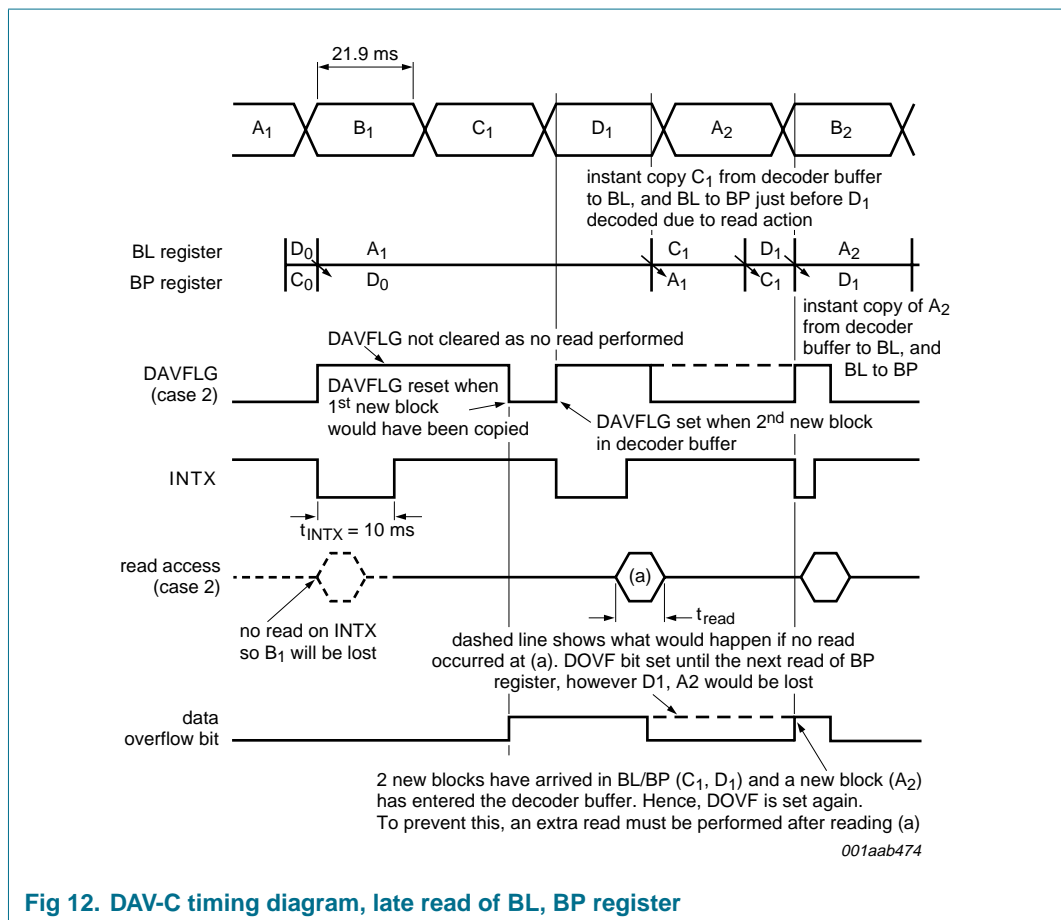 21.9 ms
A1 B1 C1 D1 A2 B2
instant copy C1 from decoder buffer
to BL, and BL to BP just before D1
decoded due to read action
BL register D0 A1 C1 D1 A2
BP register C0 D0 A1 C1 D1
instant copy of A2
from decoder
buffer to BL, and
BL to BP
DAVFLG not cleared as no read performed
DAVFLG
(case 2)
DAVFLG reset when
1st new block
would have been copied
DAVFLG set when 2nd new block
in decoder buffer
INTX
tINTX = 10 ms
read access
(case 2)
(a)
tread
no read on INTX
so B1 will be lost
dashed line shows what would happen if no read
occurred at (a). DOVF bit set until the next read of BP
register, however D1, A2 would be lost
data
overflow bit
2 new blocks have arrived in BL/BP (C1, D1) and a new block (A2)
has entered the decoder buffer. Hence, DOVF is set again.
To prevent this, an extra read must be performed after reading (a)
001aab474
Fig 12. DAV-C timing diagram, late read of BL, BP register